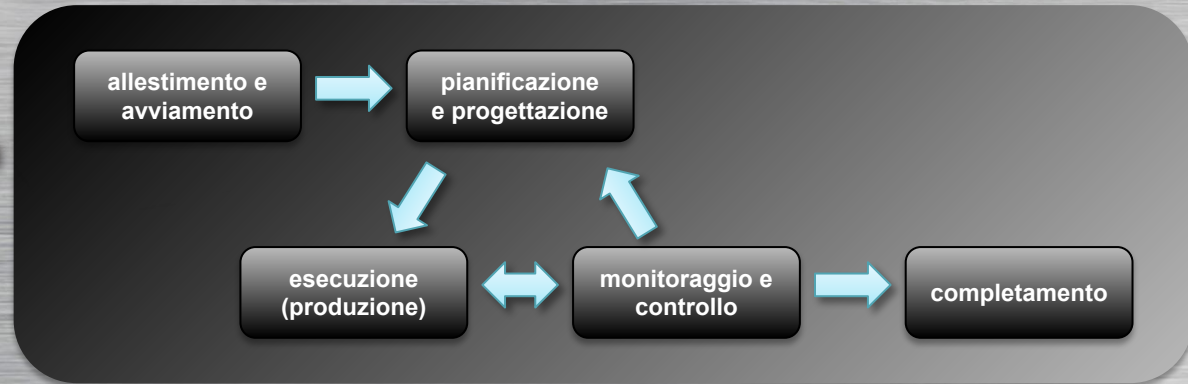 allestimento e
avviamento
pianificazione
e progettazione
esecuzione
(produzione)
monitoraggio e
controllo
completamento